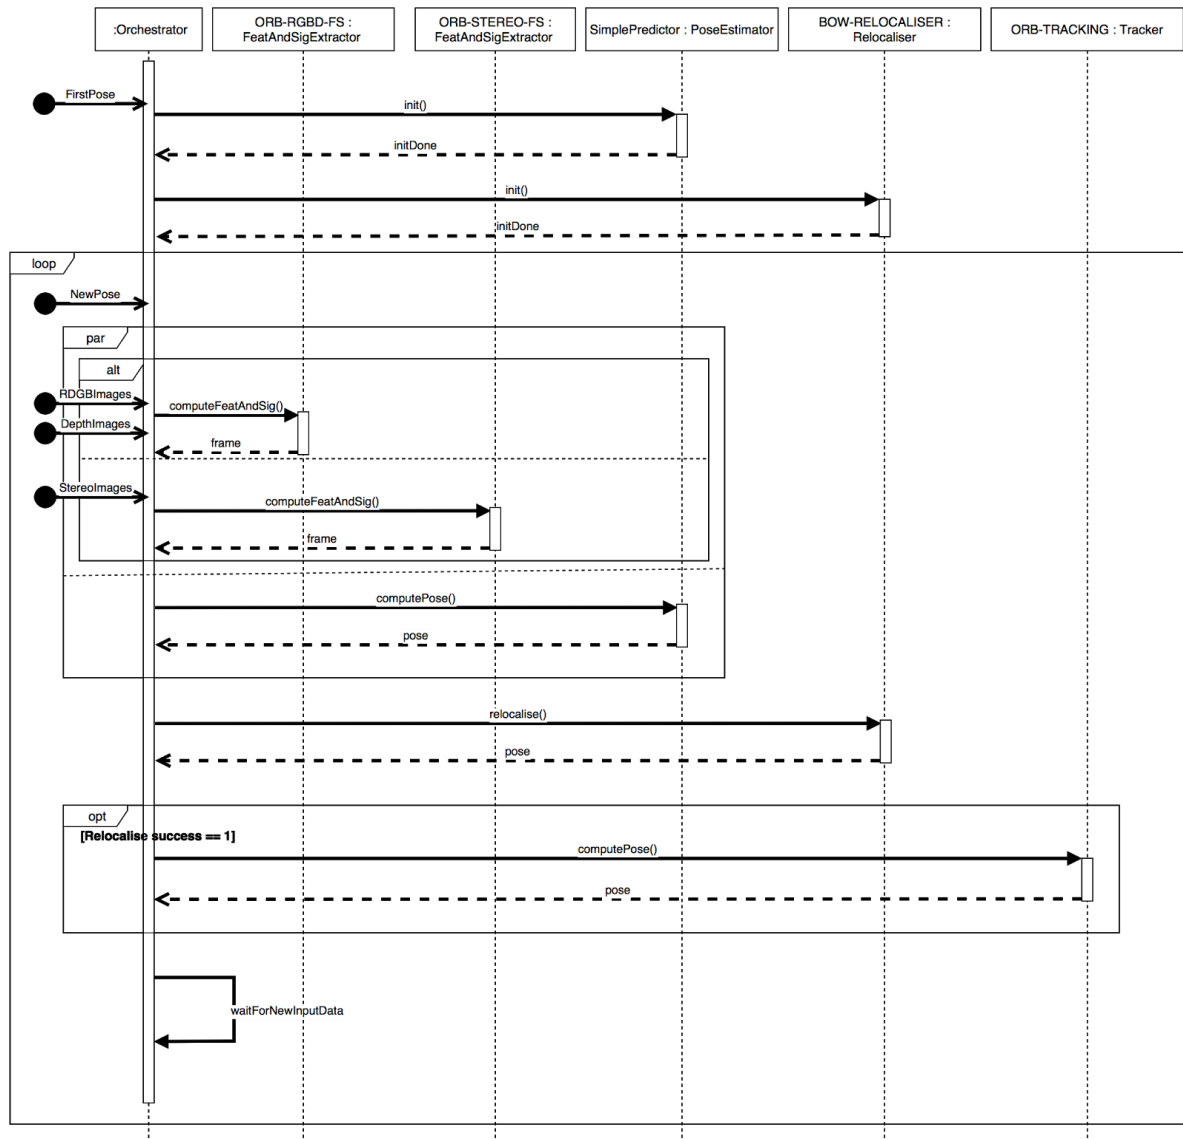 :Orchestrator
ORB-RGBD-FS :
FeatAndSigExtractor
ORB-STEREO-FS :
FeatAndSigExtractor
SimplePredictor : PoseEstimator
BOW-RELOCALISER :
Relocaliser
ORB-TRACKING : Tracker
FirstPose
init()
initDone
init()
initDone
loop
NewPose
par
alt
RDGBImages
computeFeatAndSig()
DepthImages
frame
StereoImages
computeFeatAndSig()
frame
computePose()
pose
relocalise()
pose
opt
[Relocalise success == 1]
computePose()
pose
waitForNewInputData